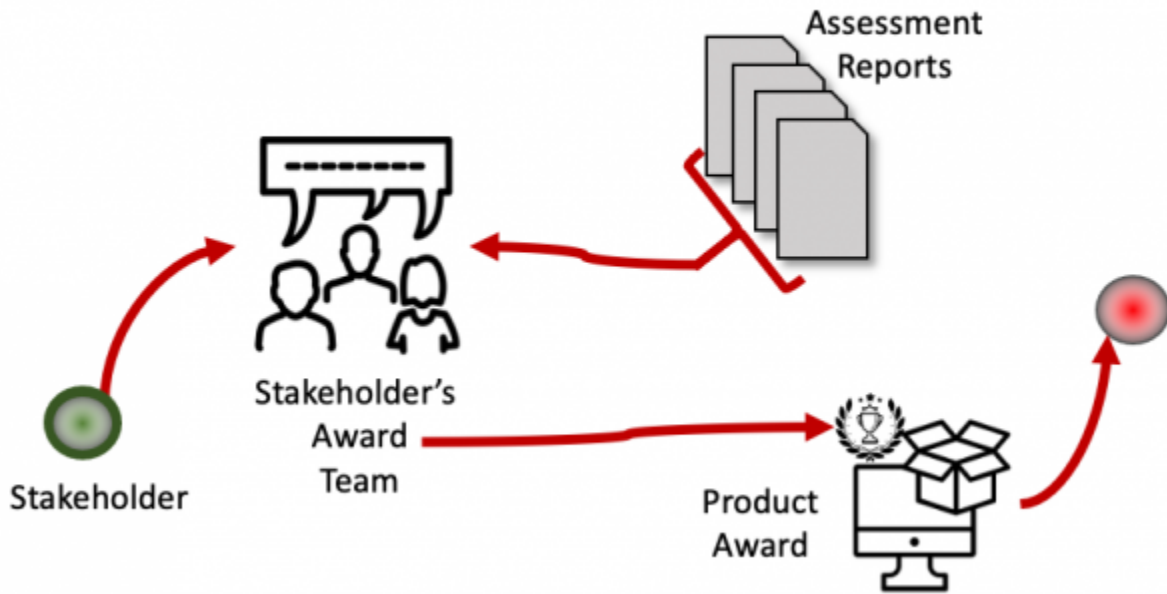 Assessment
Reports
Stakeholder's
Award
Team
Stakeholder
Product
Award